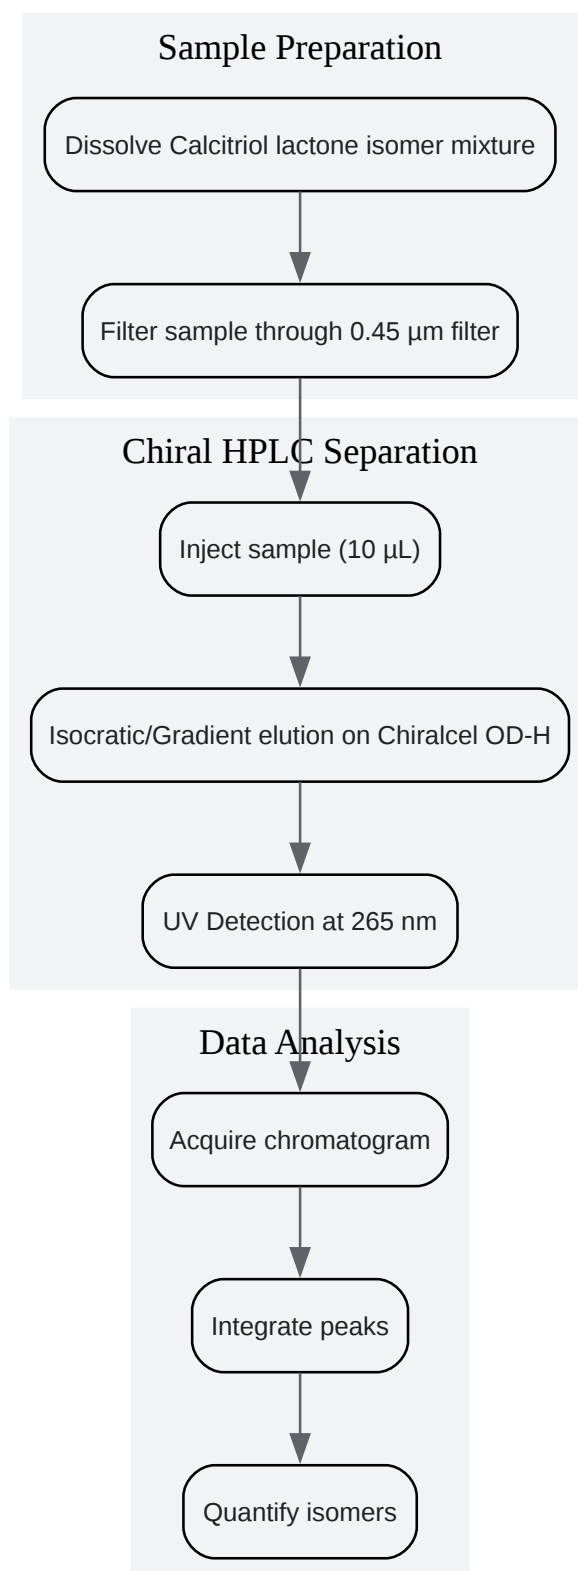 Sample Preparation
Dissolve Calcitriol lactone isomer mixture
Filter sample through 0.45 µm filter
Chiral HPLC Separation
Inject sample (10 µL)
Isocratic/Gradient elution on Chiralcel OD-H
UV Detection at 265 nm
Data Analysis
Acquire chromatogram
Integrate peaks
Quantify isomers